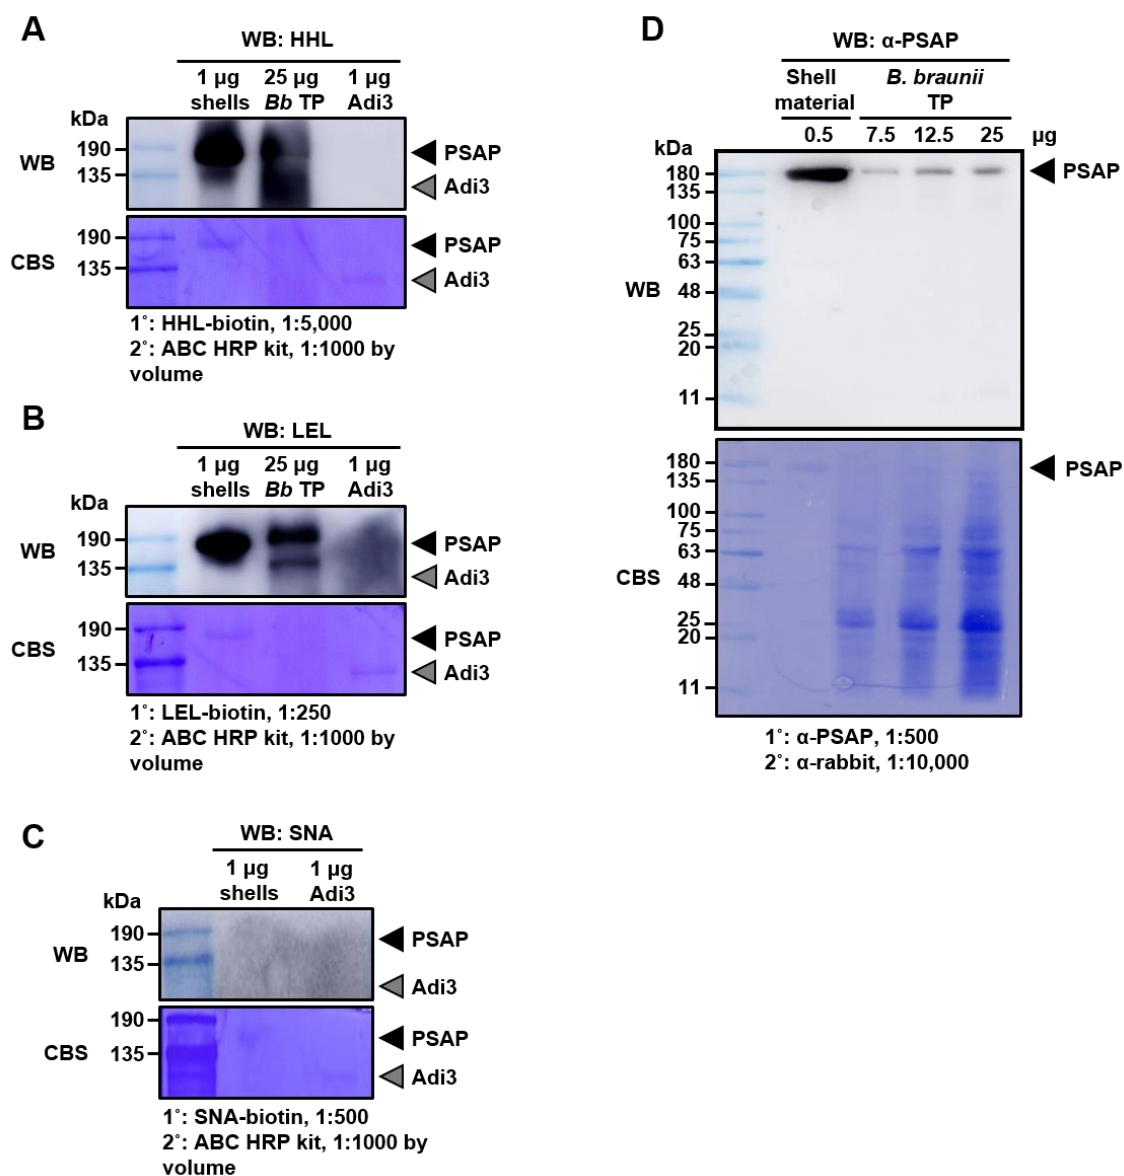 A
WB: HHL
1 µg 25 µg 1 µg
shells Bb TP Adi3
kDa
WB
190
135
PSAP
Adi3
CBS
190
135
PSAP
Adi3
1˚: HHL-biotin, 1:5,000
2˚: ABC HRP kit, 1:1000 by
volume
B
WB: LEL
1 µg 25 µg 1 µg
shells Bb TP Adi3
kDa
WB
190
135
PSAP
Adi3
CBS
190
135
PSAP
Adi3
1˚: LEL-biotin, 1:250
2˚: ABC HRP kit, 1:1000 by
volume
C
WB: SNA
1 µg 1 µg
shells Adi3
kDa
WB
190
135
PSAP
Adi3
CBS
190
135
PSAP
Adi3
1˚: SNA-biotin, 1:500
2˚: ABC HRP kit, 1:1000 by
volume
D
WB: α-PSAP
Shell B. braunii
material TP
0.5 7.5 12.5 25 µg
kDa
WB
180
135
100
75
63
48
25
20
11
PSAP
CBS
180
135
100
75
63
48
25
20
11
PSAP
1˚: α-PSAP, 1:500
2˚: α-rabbit, 1:10,000